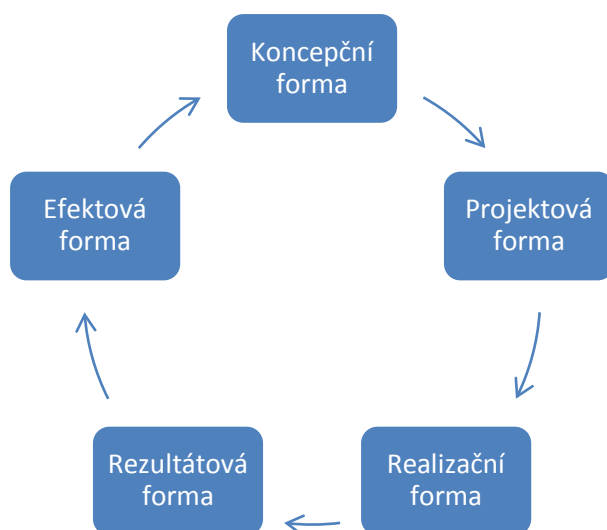 Koncepční
forma
Projektová
forma
Realizační
forma
Rezultátová
forma
Efektová
forma